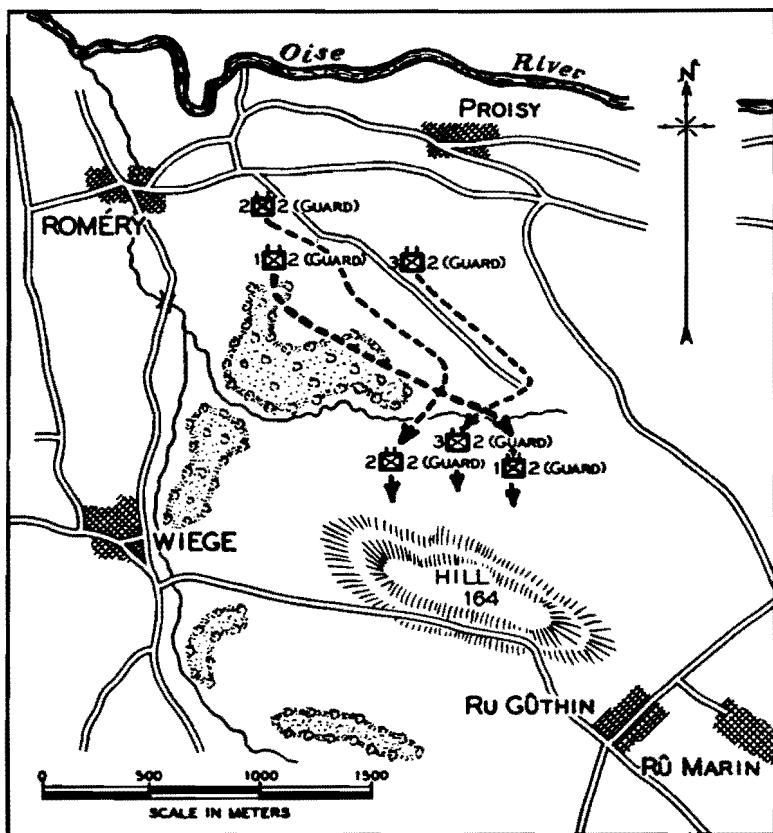 Oise River
N
PROISY
ROMÉRY
2 2 (GUARD)
1 2 (GUARD)
3 2 (GUARD)
3 2 (GUARD)
2 2 (GUARD)
1 2 (GUARD)
WIEGE
HILL
164
RU GÛTHIN
RÛ MARIN
0 500 1000 1500
SCALE IN METERS